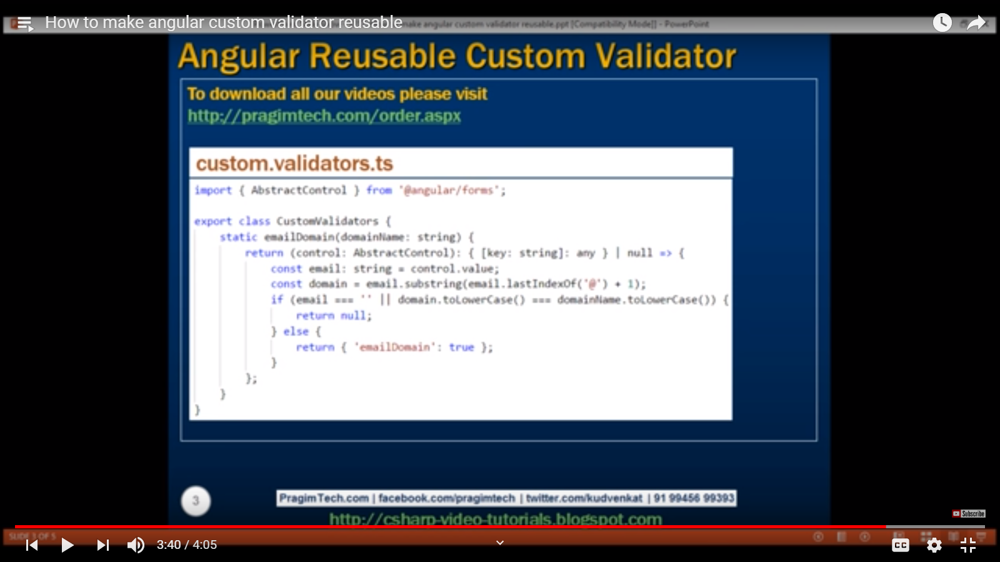 How to make angular custom validator reusable
make angular custom validator reusable.ppt [Compatibility Mode]] - PowerPoint
Angular Reusable Custom Validator
To download all our videos please visit
http://pragimtech.com/order.aspx
custom.validators.ts
import { AbstractControl } from '@angular/forms';
export class CustomValidators {
static emailDomain(domainName: string) {
return (control: AbstractControl): { [key: string]: any } | null => {
const email: string = control.value;
const domain = email.substring(email.lastIndexOf('@') + 1);
if (email === '' || domain.toLowerCase() === domainName.toLowerCase()) {
return null;
} else {
return { 'emailDomain': true };
}
};
}
}
3
PragimTech.com | facebook.com/pragimtech | twitter.com/kudvenkat | 91 99456 99393
http://csharp-video-tutorials.blogspot.com
Subscribe
SLIDE 3 OF 5
3:40 / 4:05
CC